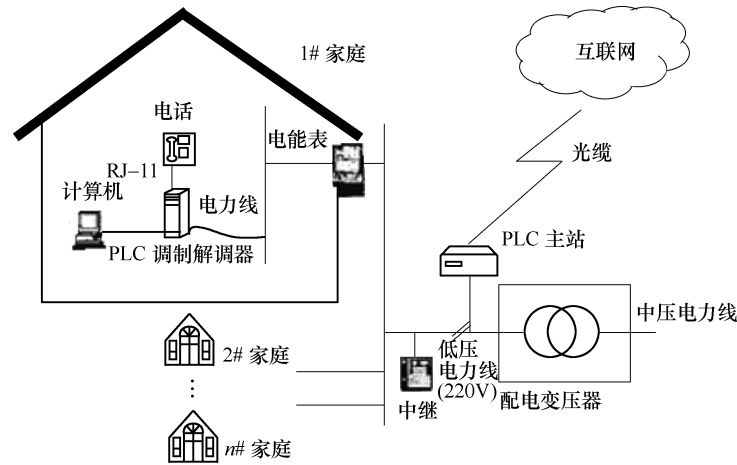 1# 家庭
互联网
电话
电能表
光缆
RJ-11
计算机
电力线
PLC 调制解调器
PLC 主站
中压电力线
2# 家庭
低压
电力线
(220V)
配电变压器
中继
⋮
n# 家庭